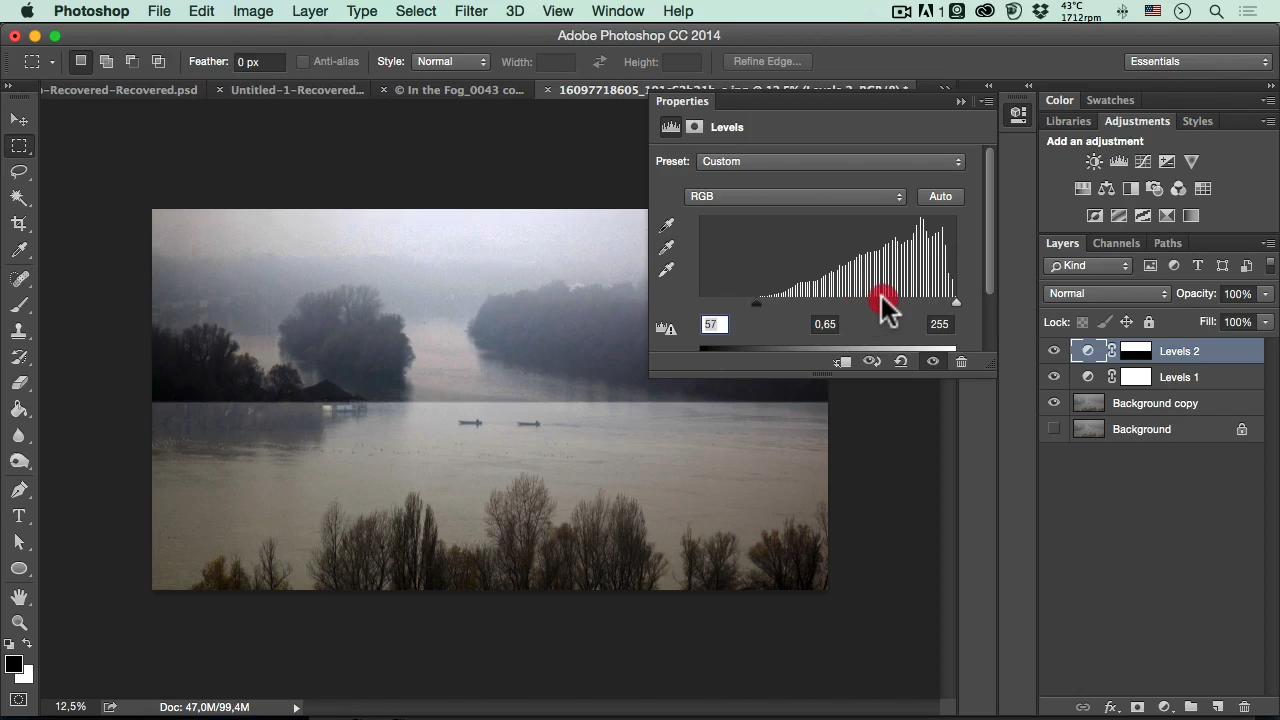 Photoshop File Edit Image Layer Type Select Filter 3D View Window Help 1 43°C 1712rpm
Adobe Photoshop CC 2014
Feather: 0 px Anti-alias Style: Normal Width: Height: Refine Edge... Essentials
-Recovered-Recovered.psd × Untitled-1-Recovered... × © In the Fog_0043 co... ×
Properties
Levels
Preset: Custom
RGB Auto
57 0,65 255
Color Swatches
Libraries Adjustments Styles
Add an adjustment
Layers Channels Paths
Kind
Normal Opacity: 100%
Lock: Fill: 100%
Levels 2
Levels 1
Background copy
Background
12,5% Doc: 47,0M/99,4M